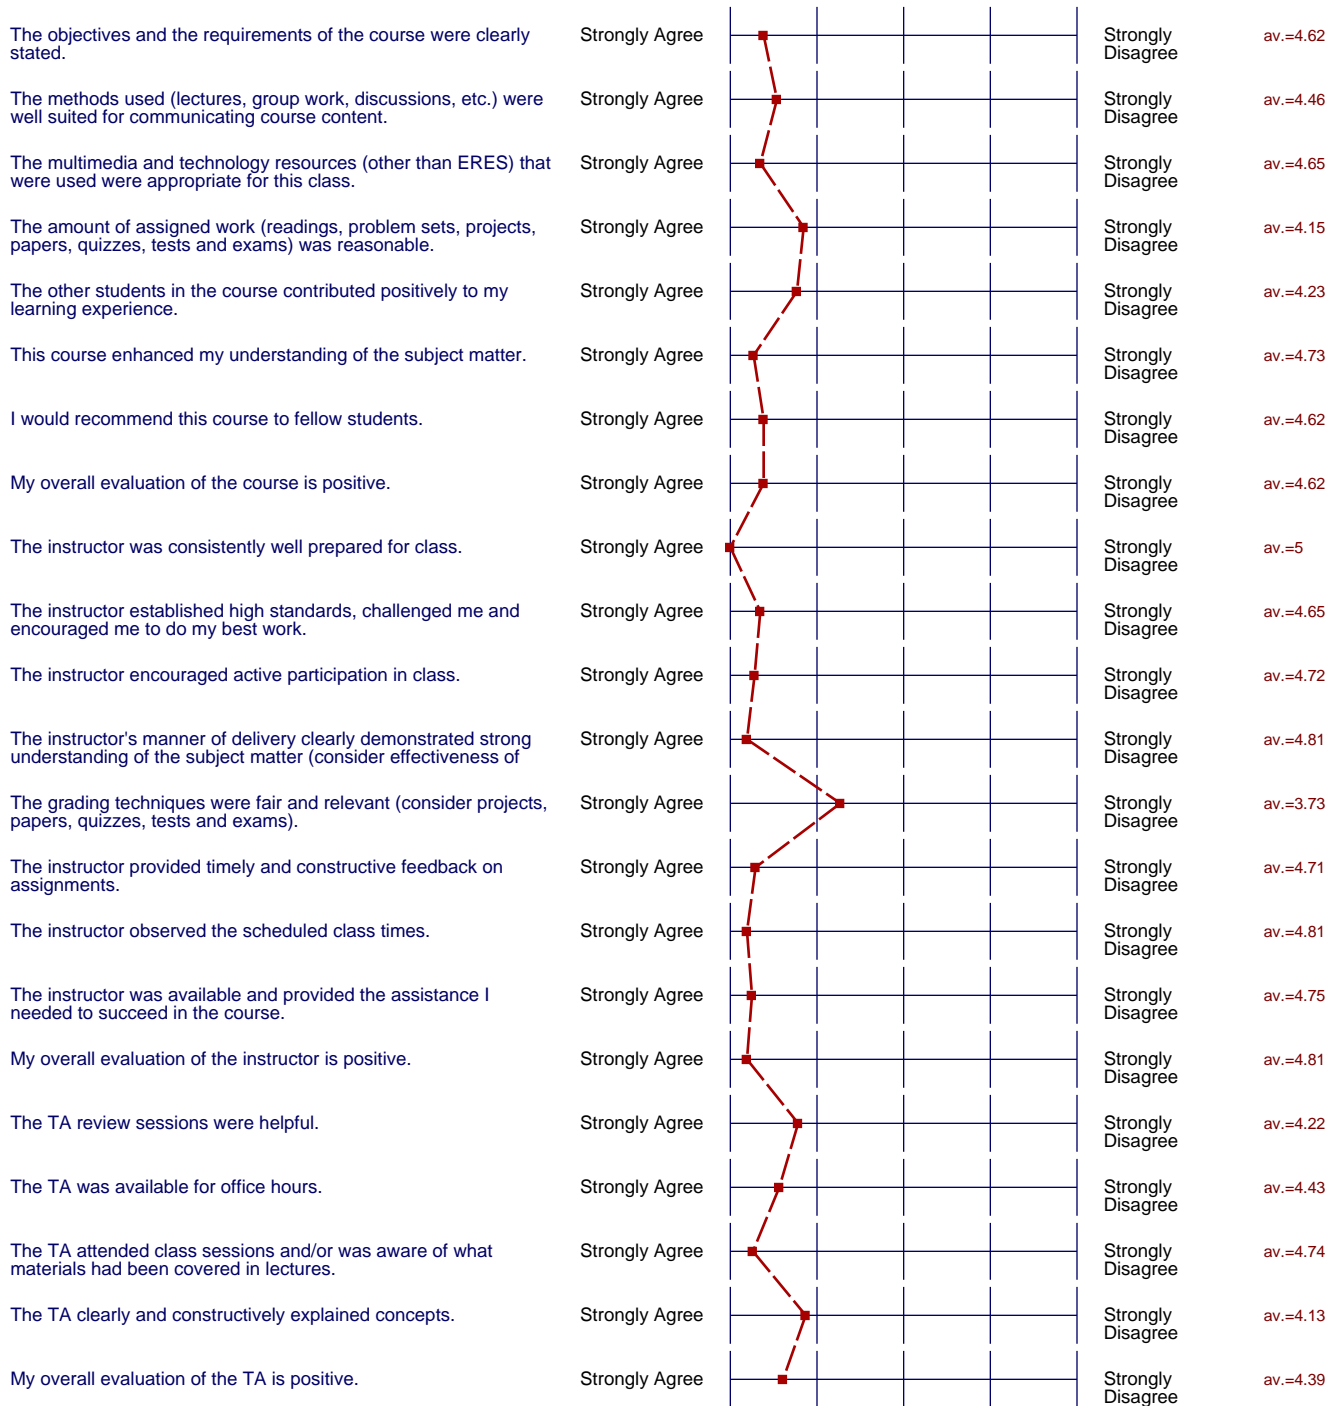 The objectives and the requirements of the course were clearly
stated.
Strongly Agree
Strongly
Disagree
av.=4.62
The methods used (lectures, group work, discussions, etc.) were
well suited for communicating course content.
Strongly Agree
Strongly
Disagree
av.=4.46
The multimedia and technology resources (other than ERES) that
were used were appropriate for this class.
Strongly Agree
Strongly
Disagree
av.=4.65
The amount of assigned work (readings, problem sets, projects,
papers, quizzes, tests and exams) was reasonable.
Strongly Agree
Strongly
Disagree
av.=4.15
The other students in the course contributed positively to my
learning experience.
Strongly Agree
Strongly
Disagree
av.=4.23
This course enhanced my understanding of the subject matter.
Strongly Agree
Strongly
Disagree
av.=4.73
I would recommend this course to fellow students.
Strongly Agree
Strongly
Disagree
av.=4.62
My overall evaluation of the course is positive.
Strongly Agree
Strongly
Disagree
av.=4.62
The instructor was consistently well prepared for class.
Strongly Agree
Strongly
Disagree
av.=5
The instructor established high standards, challenged me and
encouraged me to do my best work.
Strongly Agree
Strongly
Disagree
av.=4.65
The instructor encouraged active participation in class.
Strongly Agree
Strongly
Disagree
av.=4.72
The instructor's manner of delivery clearly demonstrated strong
understanding of the subject matter (consider effectiveness of
Strongly Agree
Strongly
Disagree
av.=4.81
The grading techniques were fair and relevant (consider projects,
papers, quizzes, tests and exams).
Strongly Agree
Strongly
Disagree
av.=3.73
The instructor provided timely and constructive feedback on
assignments.
Strongly Agree
Strongly
Disagree
av.=4.71
The instructor observed the scheduled class times.
Strongly Agree
Strongly
Disagree
av.=4.81
The instructor was available and provided the assistance I
needed to succeed in the course.
Strongly Agree
Strongly
Disagree
av.=4.75
My overall evaluation of the instructor is positive.
Strongly Agree
Strongly
Disagree
av.=4.81
The TA review sessions were helpful.
Strongly Agree
Strongly
Disagree
av.=4.22
The TA was available for office hours.
Strongly Agree
Strongly
Disagree
av.=4.43
The TA attended class sessions and/or was aware of what
materials had been covered in lectures.
Strongly Agree
Strongly
Disagree
av.=4.74
The TA clearly and constructively explained concepts.
Strongly Agree
Strongly
Disagree
av.=4.13
My overall evaluation of the TA is positive.
Strongly Agree
Strongly
Disagree
av.=4.39